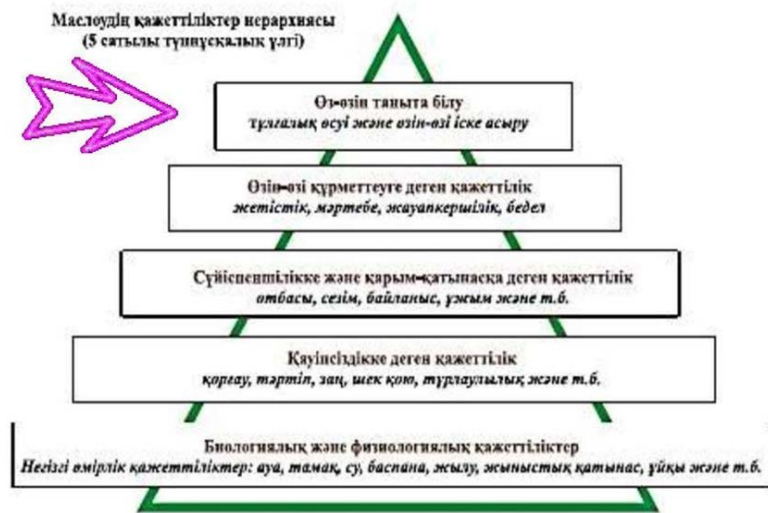 Маслоудің қажеттіліктер иерархиясы
(5 сатылы түпнұсқалық үлгі)
Өз-өзін таныта білу
тұлғалық өсуі және өзін-өзі іске асыру
Өзін-өзі құрметтеуге деген қажеттілік
жетістік, мәртебе, жауапкершілік, бедел
Сүйіспеншілікке және қарым-қатынасқа деген қажеттілік
отбасы, сезім, байланыс, ұжым және т.б.
Қауіпсіздікке деген қажеттілік
қорғау, тәртіп, заң, шек қою, тұрлаулылық және т.б.
Биологиялық және физиологиялық қажеттіліктер
Негізгі өмірлік қажеттіліктер: ауа, тамақ, су, баспана, жылу, жыныстық қатынас, ұйқы және т.б.